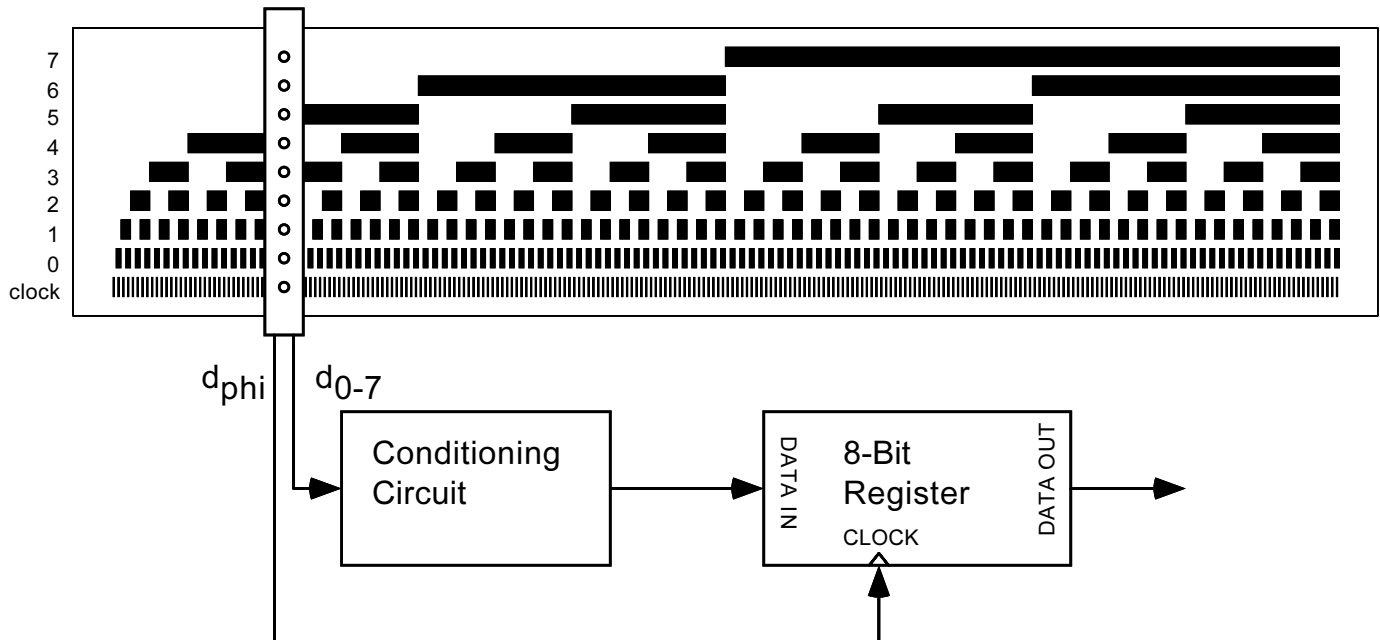 7
6
5
4
3
2
1
0
clock
dphi
d0-7
Conditioning
Circuit
DATA IN
8-Bit
Register
CLOCK
DATA OUT